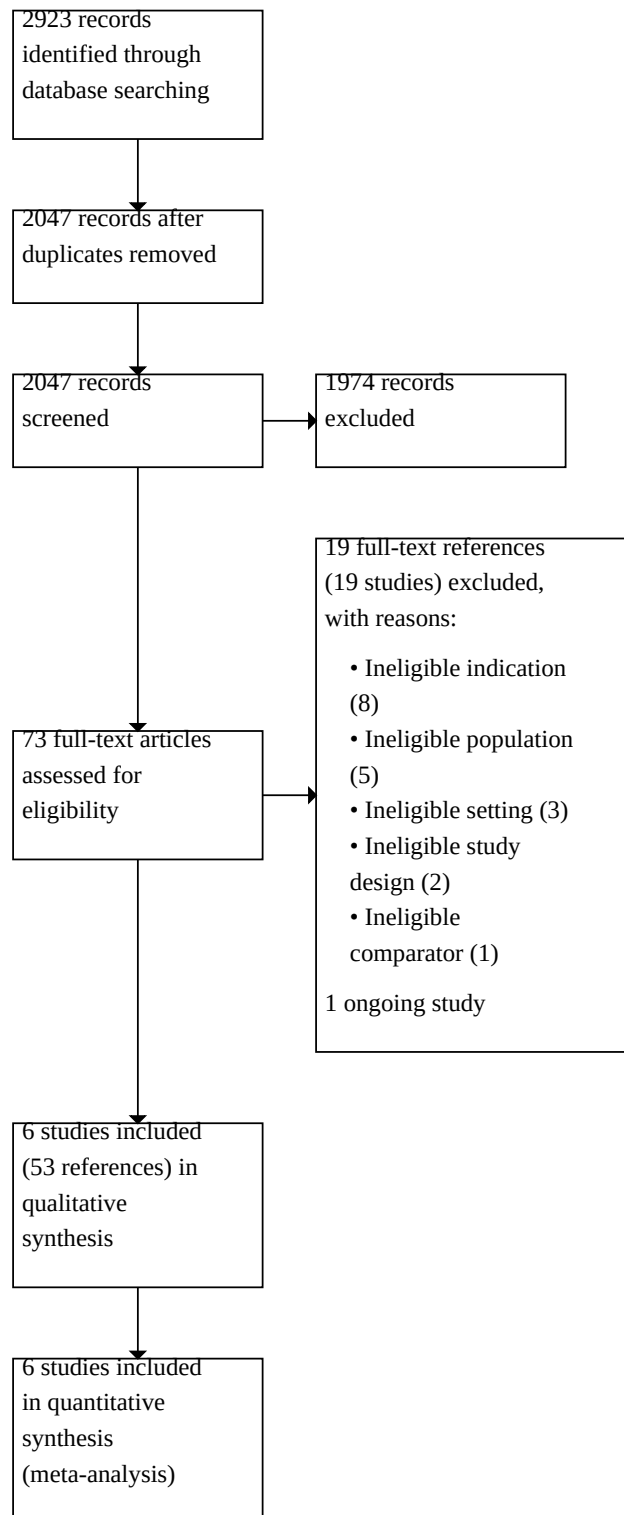 2923 records
identified through
database searching
2047 records after
duplicates removed
2047 records
screened
1974 records
excluded
19 full-text references
(19 studies) excluded,
with reasons:
• Ineligible indication
(8)
• Ineligible population
(5)
• Ineligible setting (3)
• Ineligible study
design (2)
• Ineligible
comparator (1)
1 ongoing study
73 full-text articles
assessed for
eligibility
6 studies included
(53 references) in
qualitative
synthesis
6 studies included
in quantitative
synthesis
(meta-analysis)